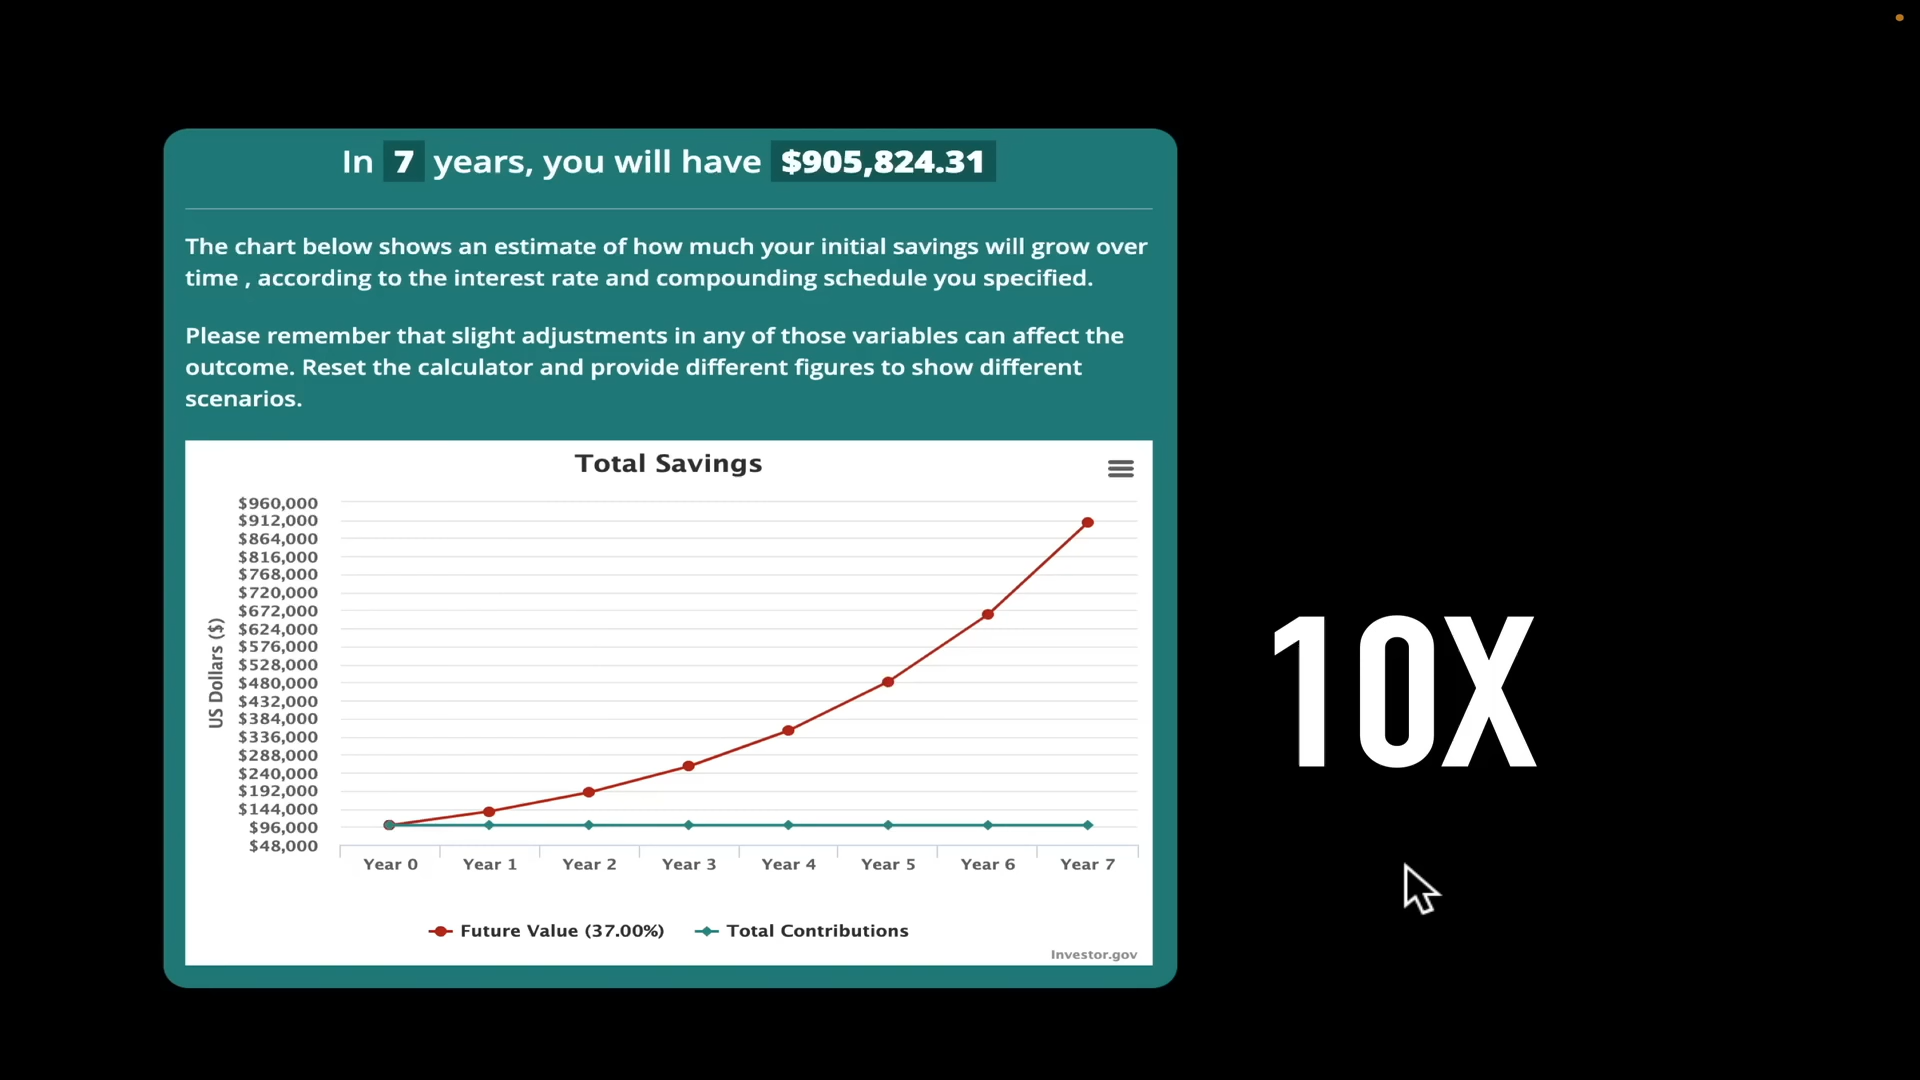 In 7 years, you will have $905,824.31
The chart below shows an estimate of how much your initial savings will grow over
time , according to the interest rate and compounding schedule you specified.
Please remember that slight adjustments in any of those variables can affect the
outcome. Reset the calculator and provide different figures to show different
scenarios.
Total Savings
US Dollars ($)
$960,000
$912,000
$864,000
$816,000
$768,000
$720,000
$672,000
$624,000
$576,000
$528,000
$480,000
$432,000
$384,000
$336,000
$288,000
$240,000
$192,000
$144,000
$96,000
$48,000
Year 0 Year 1 Year 2 Year 3 Year 4 Year 5 Year 6 Year 7
Future Value (37.00%) Total Contributions
Investor.gov
10X